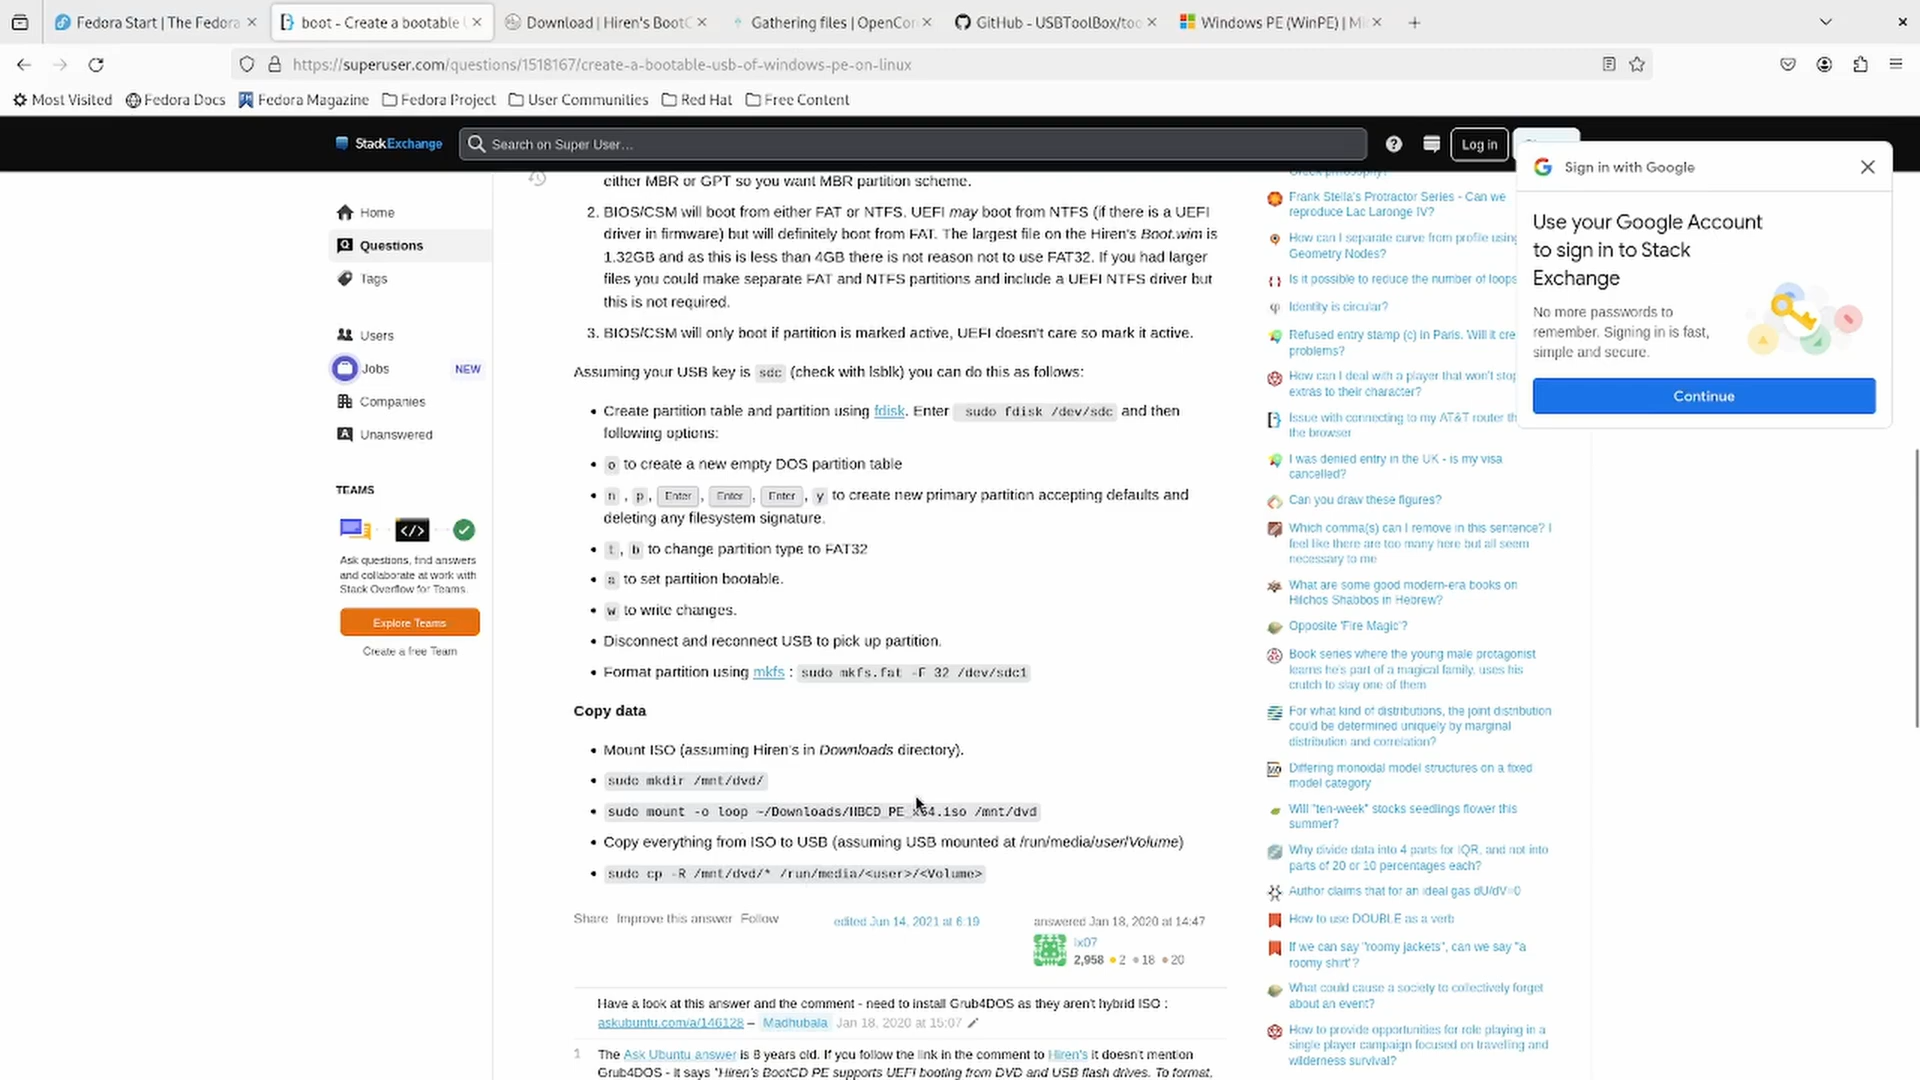 Fedora Start | The Fedora
boot - Create a bootable
Download | Hiren's BootC
Gathering files | OpenCor
GitHub - USBToolBox/too
Windows PE (WinPE) | Mi
https://superuser.com/questions/1518167/create-a-bootable-usb-of-windows-pe-on-linux
Most Visited
Fedora Docs
Fedora Magazine
Fedora Project
User Communities
Red Hat
Free Content
StackExchange
Search on Super User…
Log in
Home
Questions
Tags
Users
Jobs
NEW
Companies
Unanswered
TEAMS
Ask questions, find answers
and collaborate at work with
Stack Overflow for Teams.
Explore Teams
Create a free Team
either MBR or GPT so you want MBR partition scheme.
2. BIOS/CSM will boot from either FAT or NTFS. UEFI may boot from NTFS (if there is a UEFI
driver in firmware) but will definitely boot from FAT. The largest file on the Hiren's Boot.wim is
1.32GB and as this is less than 4GB there is not reason not to use FAT32. If you had larger
files you could make separate FAT and NTFS partitions and include a UEFI NTFS driver but
this is not required.
3. BIOS/CSM will only boot if partition is marked active, UEFI doesn't care so mark it active.
Assuming your USB key is sdc (check with lsblk) you can do this as follows:
• Create partition table and partition using fdisk. Enter sudo fdisk /dev/sdc and then
following options:
• o to create a new empty DOS partition table
• n , p, Enter, Enter, Enter, y to create new primary partition accepting defaults and
deleting any filesystem signature.
• t, b to change partition type to FAT32
• a to set partition bootable.
• w to write changes.
• Disconnect and reconnect USB to pick up partition.
• Format partition using mkfs : sudo mkfs.fat -F 32 /dev/sdc1
Copy data
• Mount ISO (assuming Hiren's in Downloads directory).
• sudo mkdir /mnt/dvd/
• sudo mount -o loop ~/Downloads/HBCD_PE_x64.iso /mnt/dvd
• Copy everything from ISO to USB (assuming USB mounted at /run/media/user/Volume)
• sudo cp -R /mnt/dvd/* /run/media/<user>/<Volume>
Share Improve this answer Follow
edited Jun 14, 2021 at 6:19
answered Jan 18, 2020 at 14:47
lx07
2,958 2 18 20
Have a look at this answer and the comment - need to install Grub4DOS as they aren't hybrid ISO :
askubuntu.com/a/146128 – Madhubala Jan 18, 2020 at 15:07
1 The Ask Ubuntu answer is 8 years old. If you follow the link in the comment to Hiren's it doesn't mention
Grub4DOS - it says "Hiren's BootCD PE supports UEFI booting from DVD and USB flash drives. To format,
Frank Stella's Protractor Series - Can we
reproduce Lac Laronge IV?
How can I separate curve from profile using
Geometry Nodes?
Is it possible to reduce the number of loops
Identity is circular?
Refused entry stamp (c) in Paris. Will it cre
problems?
How can I deal with a player that won't stop
extras to their character?
Issue with connecting to my AT&T router th
the browser
I was denied entry in the UK - is my visa
cancelled?
Can you draw these figures?
Which comma(s) can I remove in this sentence? I
feel like there are too many here but all seem
necessary to me
What are some good modern-era books on
Hilchos Shabbos in Hebrew?
Opposite 'Fire Magic'?
Book series where the young male protagonist
learns he's part of a magical family, uses his
crutch to slay one of them
For what kind of distributions, the joint distribution
could be determined uniquely by marginal
distribution and correlation?
Differing monoidal model structures on a fixed
model category
Will "ten-week" stocks seedlings flower this
summer?
Why divide data into 4 parts for IQR, and not into
parts of 20 or 10 percentages each?
Author claims that for an ideal gas dU/dV=0
How to use DOUBLE as a verb
If we can say "roomy jackets", can we say "a
roomy shirt"?
What could cause a society to collectively forget
about an event?
How to provide opportunities for role playing in a
single player campaign focused on travelling and
wilderness survival?
Sign in with Google
Use your Google Account
to sign in to Stack
Exchange
No more passwords to
remember. Signing in is fast,
simple and secure.
Continue